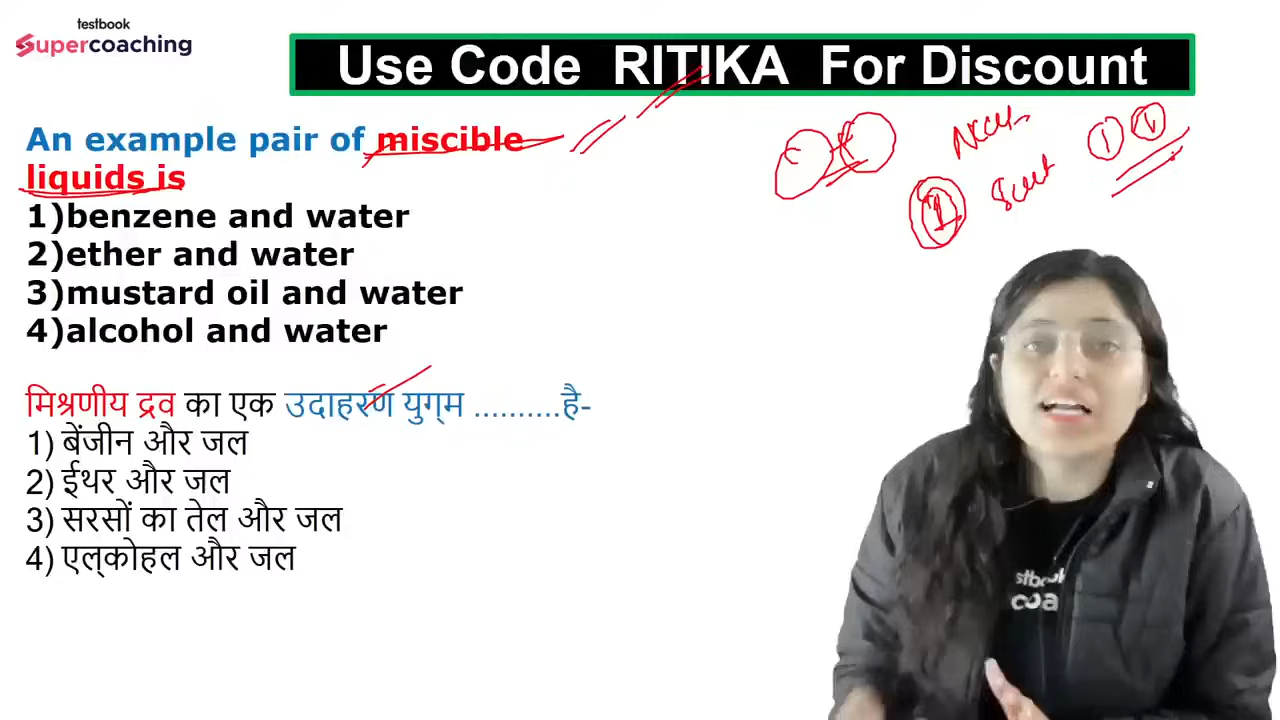 testbook
Supercoaching
Use Code RITIKA For Discount
An example pair of miscible
liquids is
1)benzene and water
2)ether and water
3)mustard oil and water
4)alcohol and water
मिश्रणीय द्रव का एक उदाहरण युग्म ..........है-
1) बेंजीन और जल
2) ईथर और जल
3) सरसों का तेल और जल
4) एल्कोहल और जल